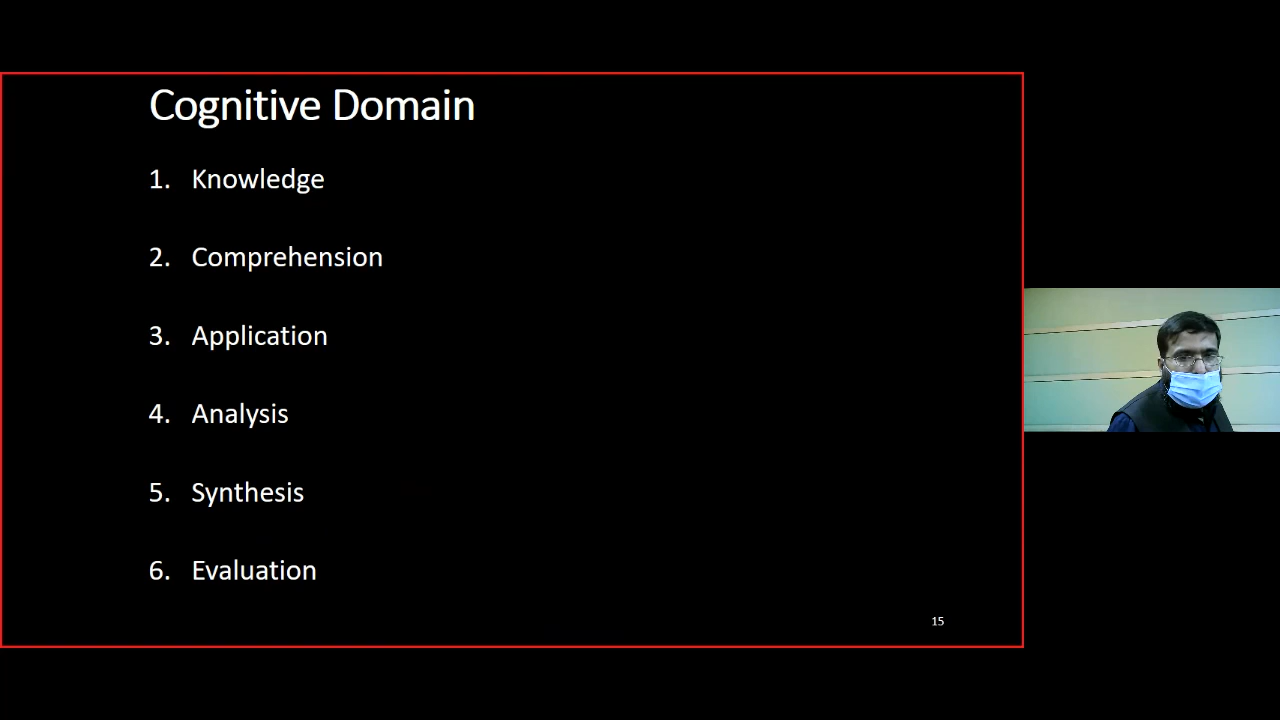 Cognitive Domain
1. Knowledge
2. Comprehension
3. Application
4. Analysis
5. Synthesis
6. Evaluation
15